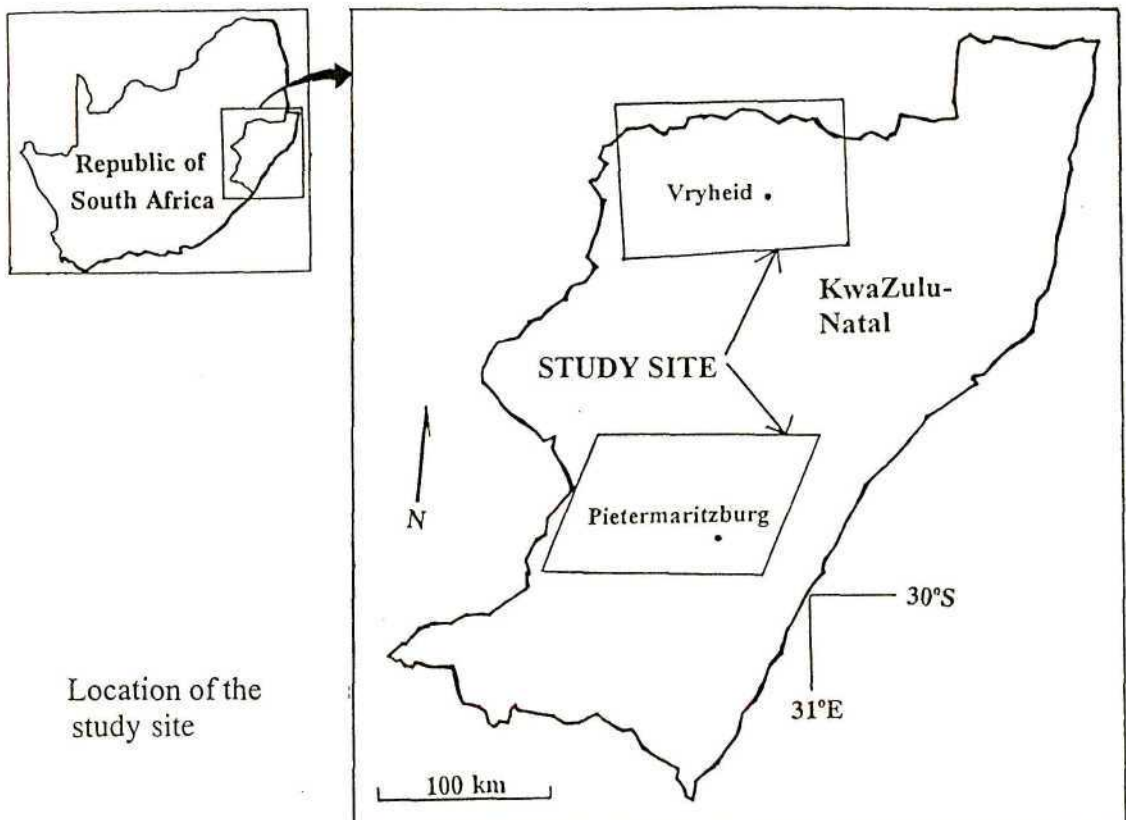 Republic of
South Africa
Vryheid
KwaZulu-
Natal
STUDY SITE
N
Pietermaritzburg
30°S
31°E
Location of the
study site
100 km